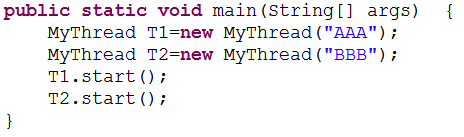 public static void main(String[] args)  {
    MyThread T1=new MyThread("AAA");
    MyThread T2=new MyThread("BBB");
    T1.start();
    T2.start();
}